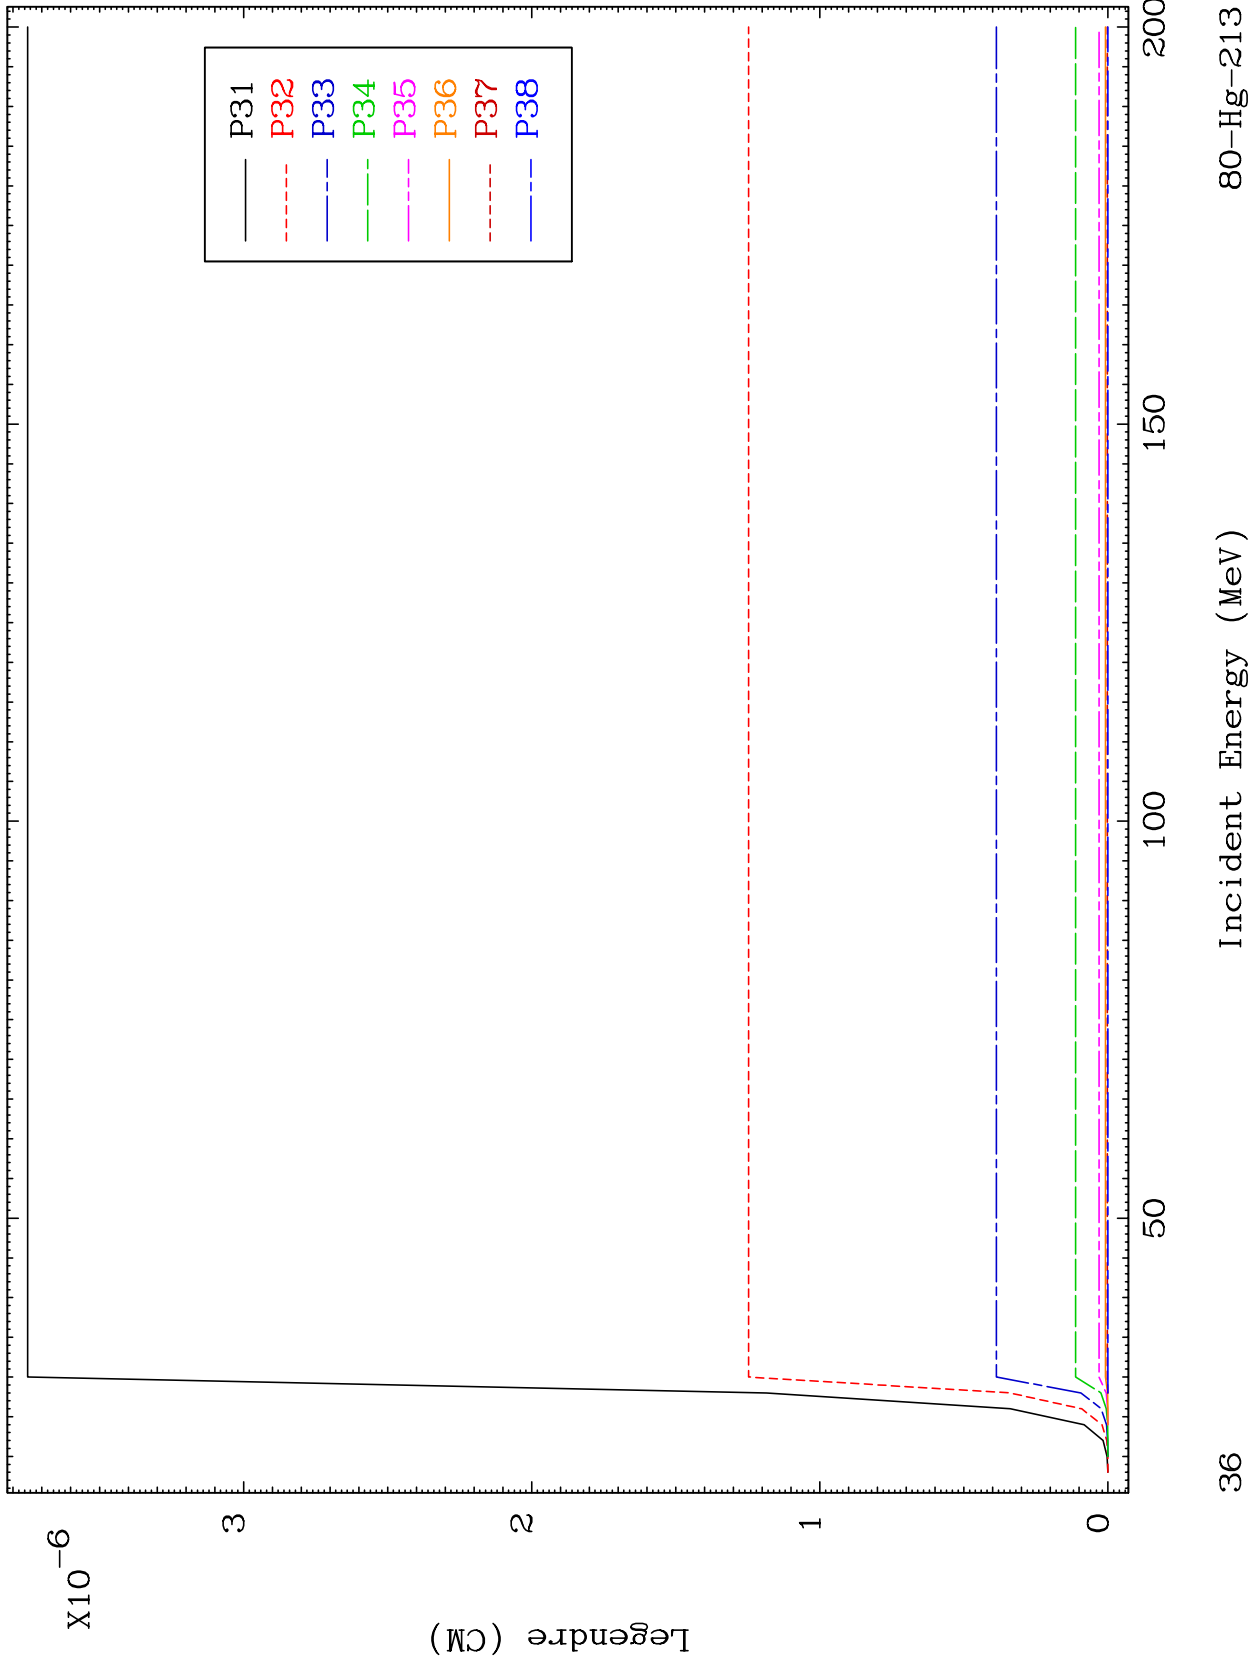 X10-6
Legendre (CM)
3
2
1
0
P31
P32
P33
P34
P35
P36
P37
P38
50
100
150
200
Incident Energy (MeV)
36
80-Hg-213